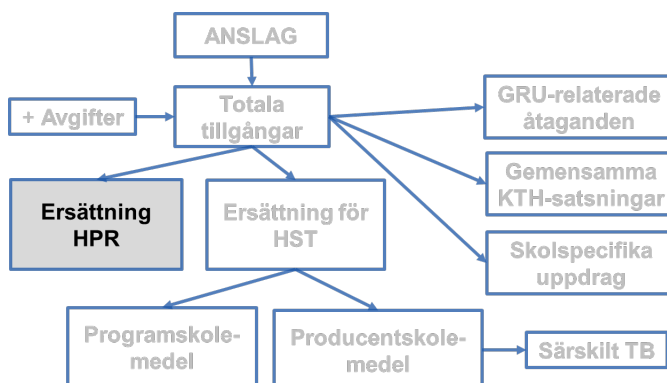 ANSLAG
+ Avgifter
Totala
tillgångar
GRU-relaterade
åtaganden
Gemensamma
KTH-satsningar
Skolspecifika
uppdrag
Ersättning
HPR
Ersättning för
HST
Programskole-
medel
Producentskole-
medel
Särskilt TB